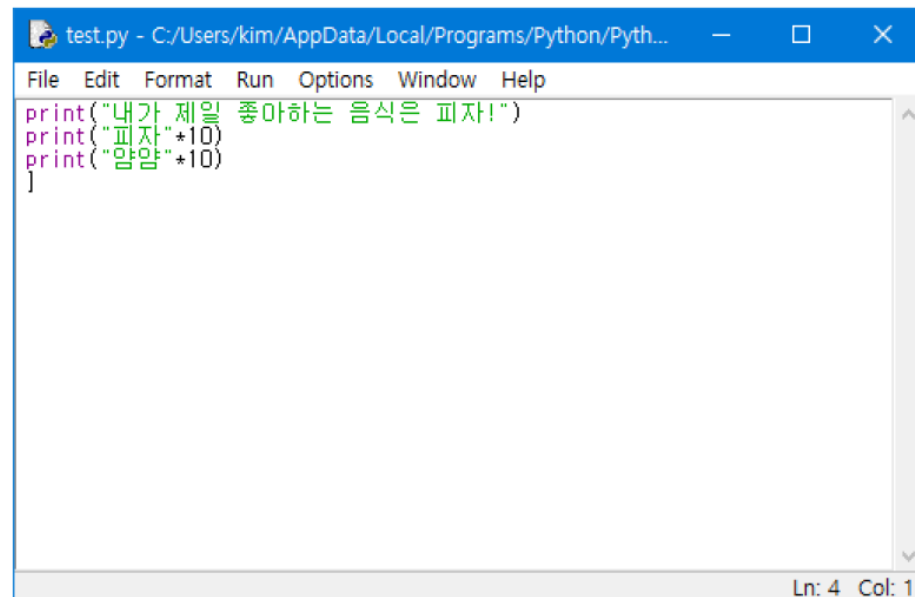 test.py - C:/Users/kim/AppData/Local/Programs/Python/Pyth...
File Edit Format Run Options Window Help
print("내가 제일 좋아하는 음식은 피자!")
print("피자"*10)
print("얌얌"*10)
]
Ln: 4 Col: 1